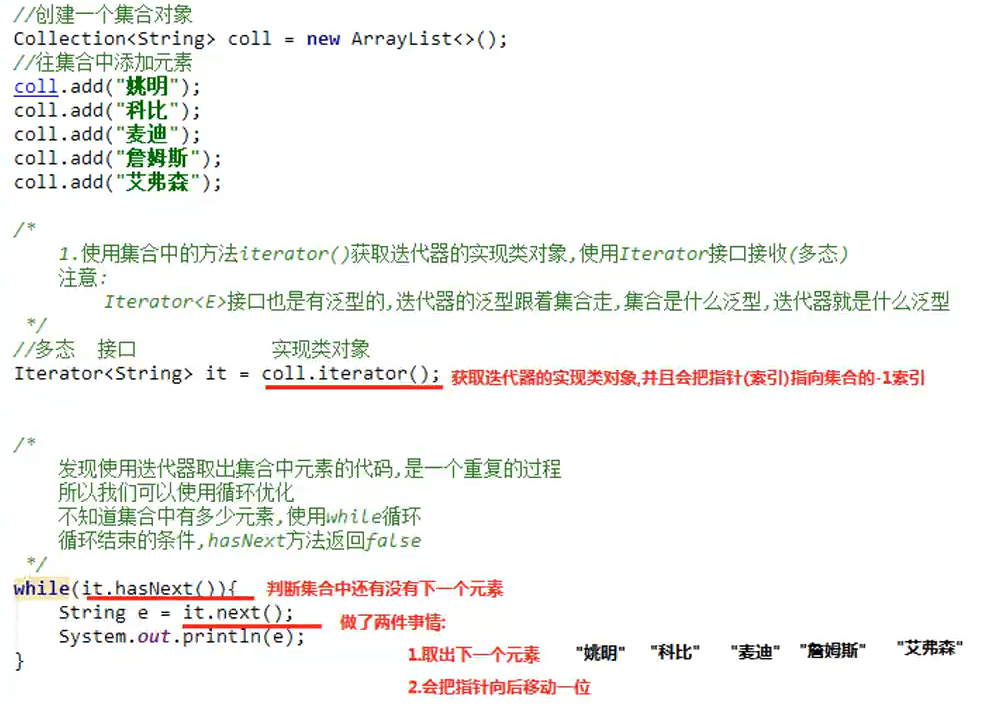 //创建一个集合对象
Collection<String> coll = new ArrayList<>();
//往集合中添加元素
coll.add("姚明");
coll.add("科比");
coll.add("麦迪");
coll.add("詹姆斯");
coll.add("艾弗森");
/*
1.使用集合中的方法iterator()获取迭代器的实现类对象,使用Iterator接口接收(多态)
注意:
Iterator<E>接口也是有泛型的,迭代器的泛型跟着集合走,集合是什么泛型,迭代器就是什么泛型
*/
//多态 接口 实现类对象
Iterator<String> it = coll.iterator(); 获取迭代器的实现类对象,并且会把指针(索引)指向集合的-1索引
/*
发现使用迭代器取出集合中元素的代码,是一个重复的过程
所以我们可以使用循环优化
不知道集合中有多少元素,使用while循环
循环结束的条件,hasNext方法返回false
*/
while(it.hasNext()){ 判断集合中还有没有下一个元素
String e = it.next(); 做了两件事情:
System.out.println(e);
1.取出下一个元素 "姚明" "科比" "麦迪" "詹姆斯" "艾弗森"
}
2.会把指针向后移动一位